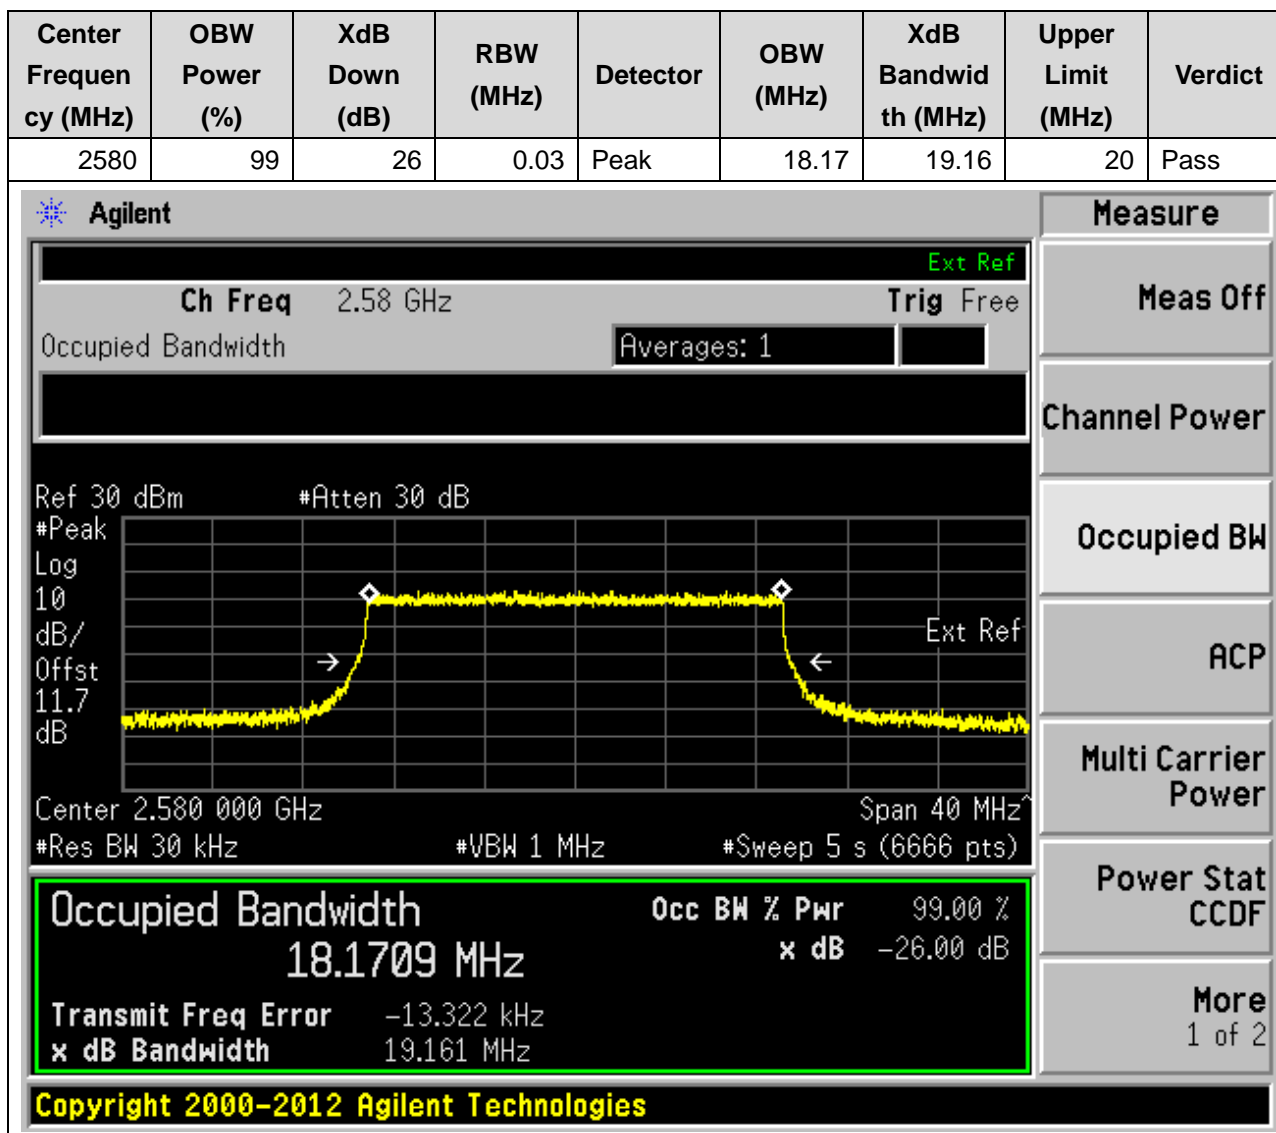 Center Frequen cy (MHz) OBW Power (%) XdB Down (dB) RBW (MHz) Detector OBW (MHz) XdB Bandwid th (MHz) Upper Limit (MHz) Verdict
2580 99 26 0.03 Peak 18.17 19.16 20 Pass
Agilent
Measure
Ext Ref
Ch Freq 2.58 GHz Trig Free
Meas Off
Occupied Bandwidth Averages: 1
Channel Power
Ref 30 dBm #Atten 30 dB
#Peak
Log
10
dB/
Offst
11.7
dB
Ext Ref
Occupied BW
ACP
Center 2.580 000 GHz Span 40 MHz^
#Res BW 30 kHz #VBW 1 MHz #Sweep 5 s (6666 pts)
Multi Carrier
Power
Occupied Bandwidth Occ BW % Pwr 99.00 %
18.1709 MHz x dB -26.00 dB
Transmit Freq Error -13.322 kHz
x dB Bandwidth 19.161 MHz
Power Stat
CCDF
More
1 of 2
Copyright 2000-2012 Agilent Technologies